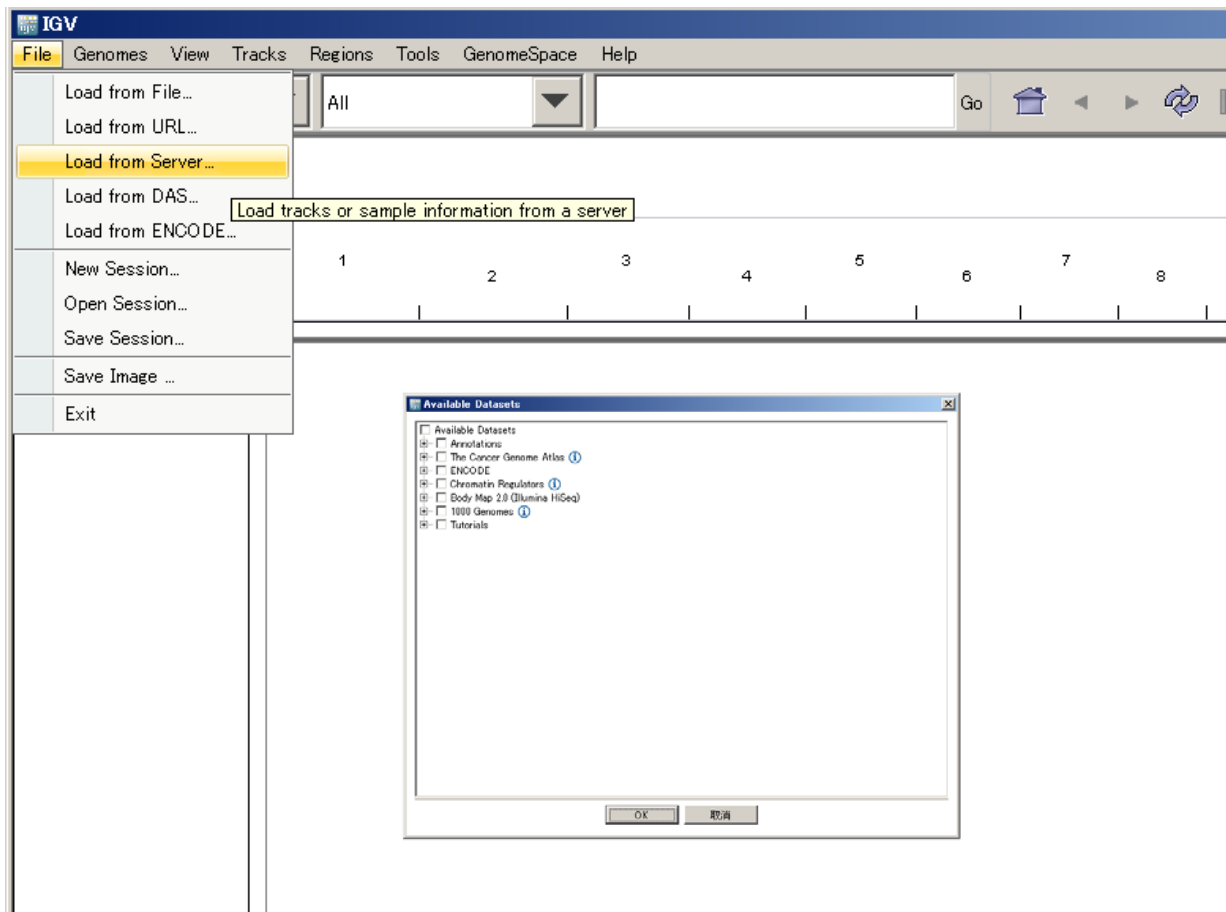 IGV
File Genomes View Tracks Regions Tools GenomeSpace Help
Load from File...
Load from URL...
Load from Server...
Load from DAS...
Load from ENCODE...
New Session...
Open Session...
Save Session...
Save Image ...
Exit
All
Go
Load tracks or sample information from a server
1 2 3 4 5 6 7 8
Available Datasets
Available Datasets
Annotations
The Cancer Genome Atlas
ENCODE
Chromatin Regulators
Body Map 2.0 (Illumina HiSeq)
1000 Genomes
Tutorials
OK 取消